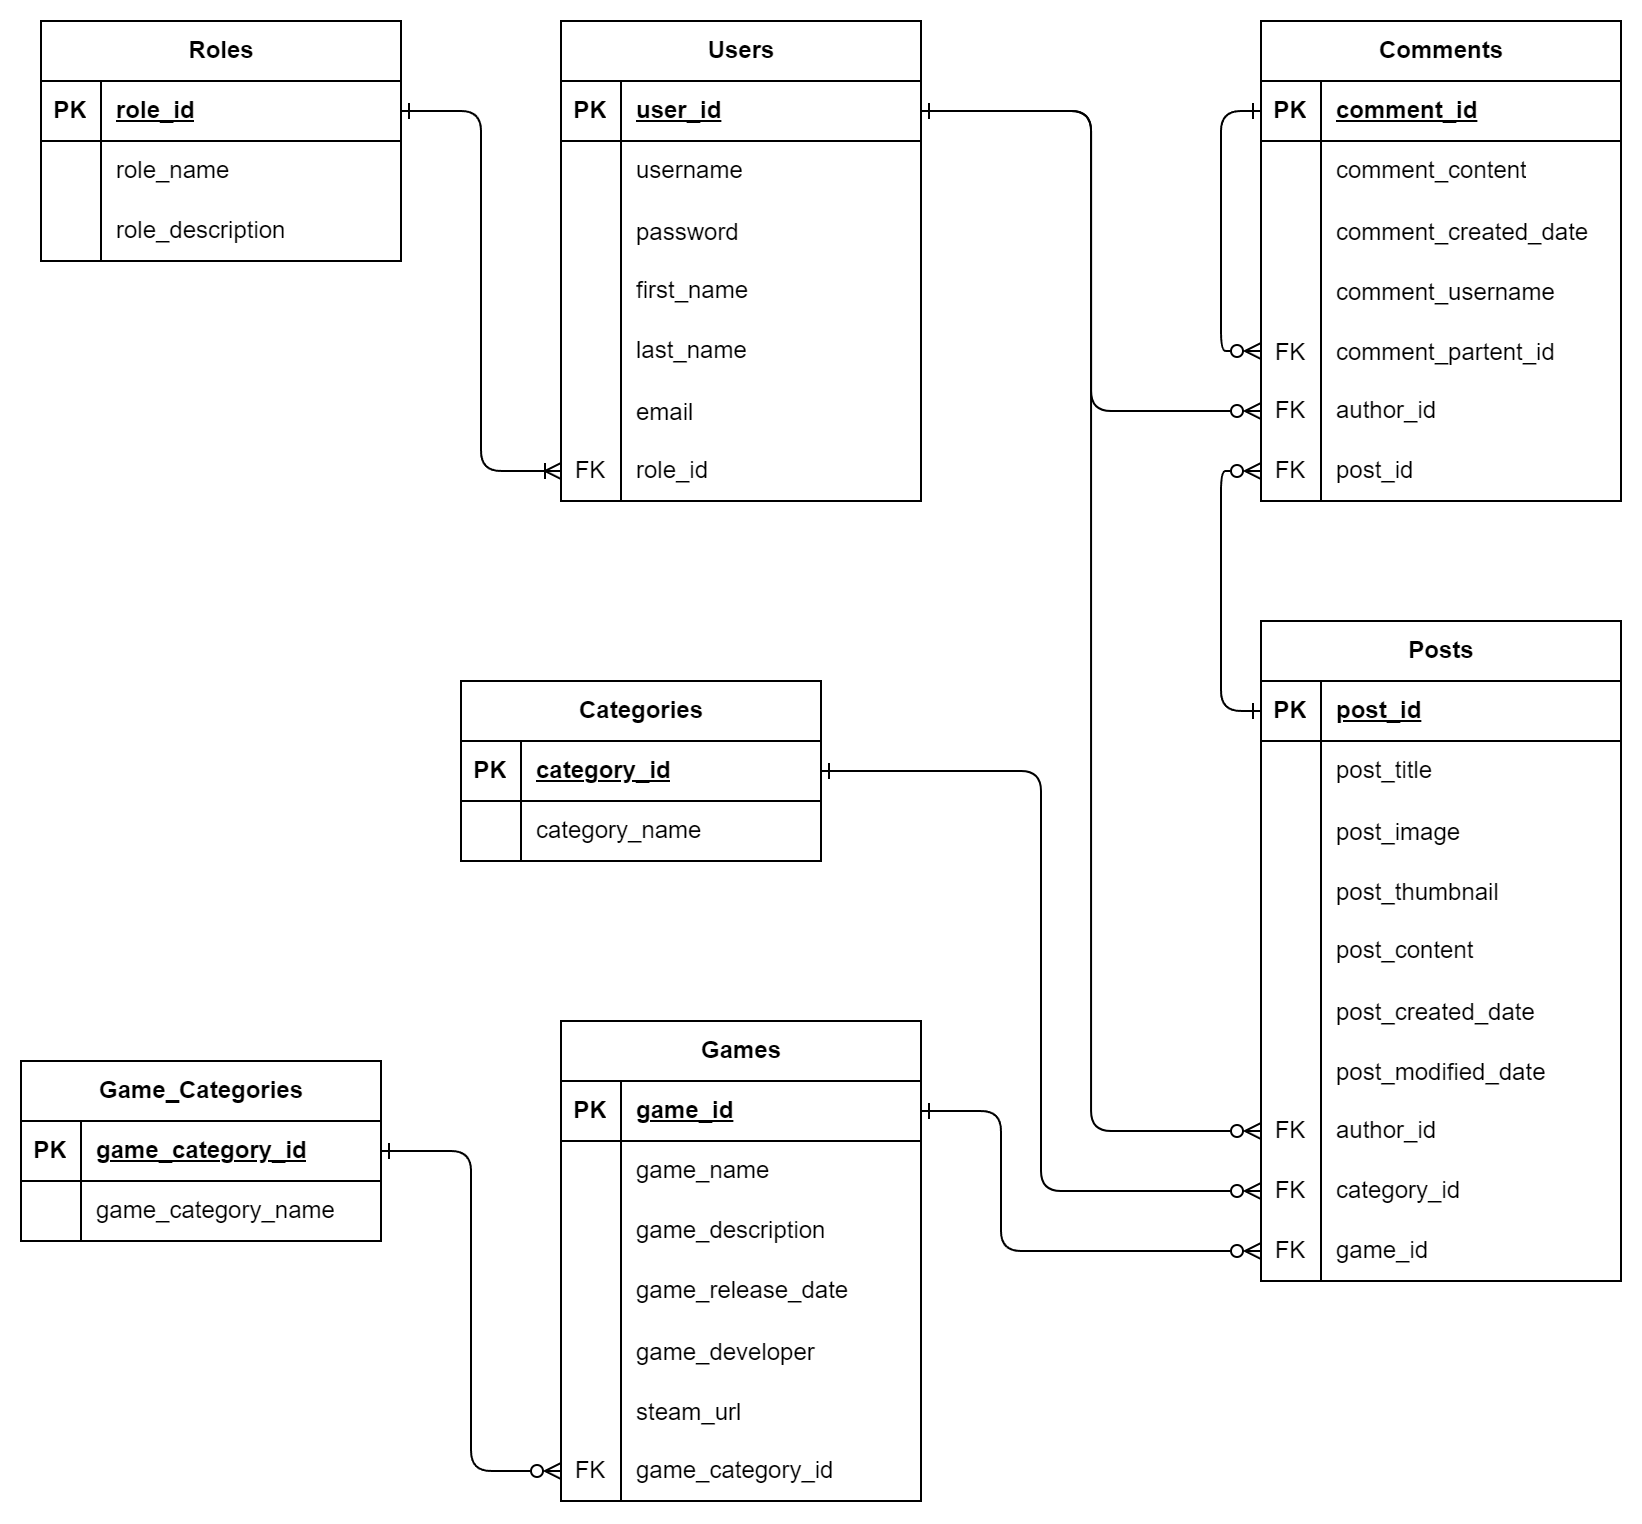 Roles
PK role_id
role_name
role_description
Users
PK user_id
username
password
first_name
last_name
email
FK role_id
Comments
PK comment_id
comment_content
comment_created_date
comment_username
FK comment_partent_id
FK author_id
FK post_id
Categories
PK category_id
category_name
Posts
PK post_id
post_title
post_image
post_thumbnail
post_content
post_created_date
post_modified_date
FK author_id
FK category_id
FK game_id
Game_Categories
PK game_category_id
game_category_name
Games
PK game_id
game_name
game_description
game_release_date
game_developer
steam_url
FK game_category_id